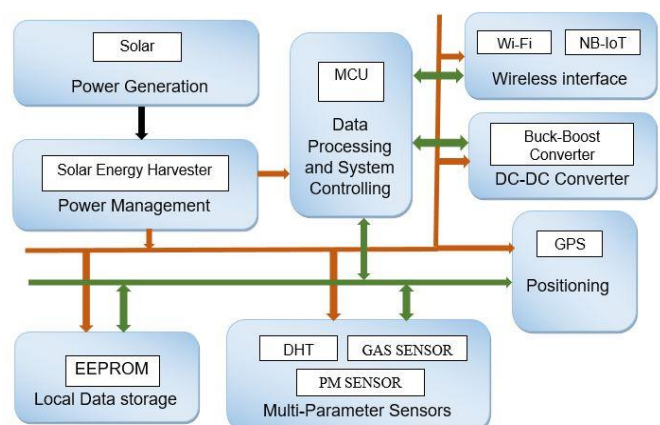 Solar
Power Generation
Solar Energy Harvester
Power Management
MCU
Data
Processing
and System
Controlling
Wi-Fi
NB-IoT
Wireless interface
Buck-Boost
Converter
DC-DC Converter
GPS
Positioning
EEPROM
Local Data storage
DHT
GAS SENSOR
PM SENSOR
Multi-Parameter Sensors